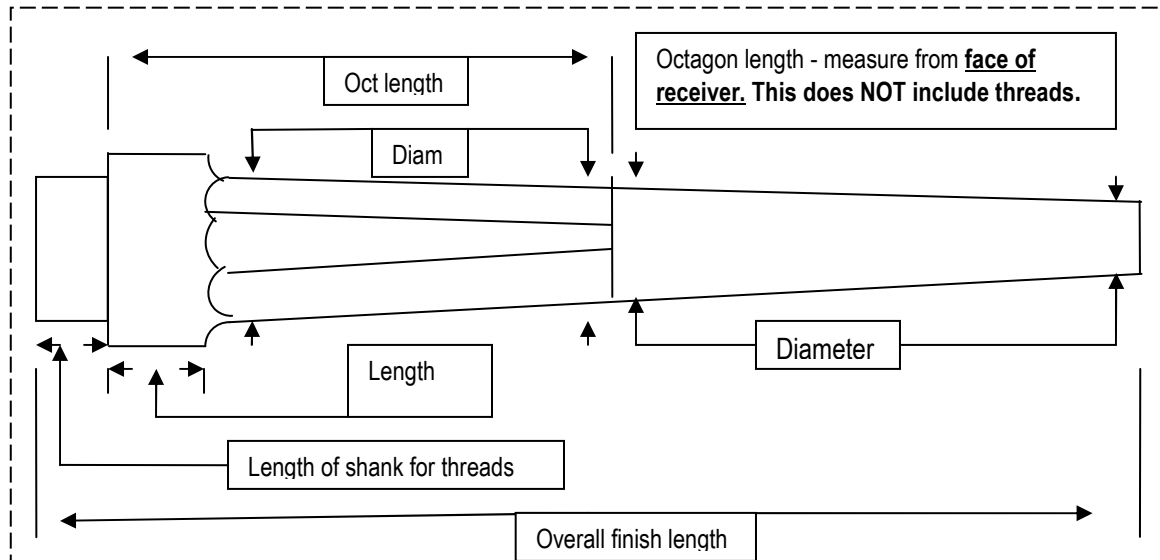 Oct length
Octagon length - measure from face of
receiver. This does NOT include threads.
Diam
Diameter
Length
Length of shank for threads
Overall finish length